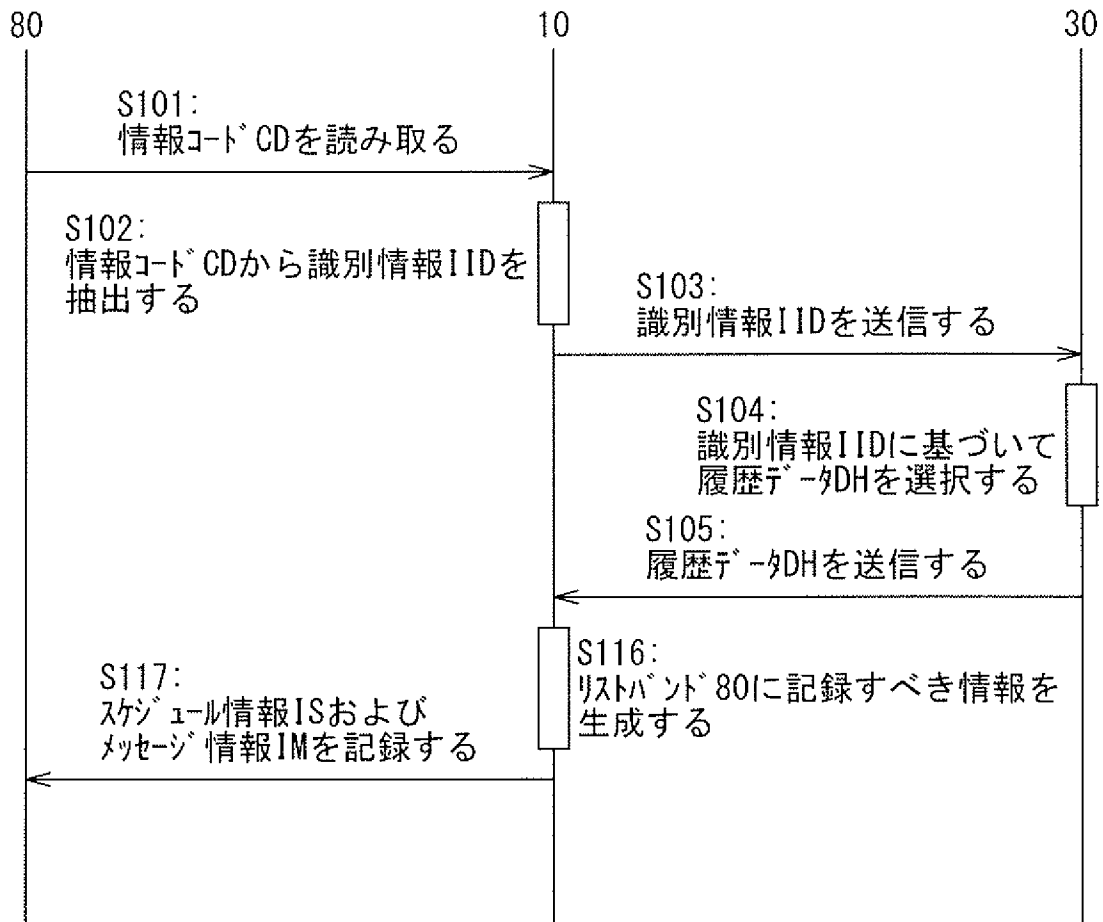 80
10
30
S101:
情報ｺｰﾄﾞCDを読み取る
S102:
情報ｺｰﾄﾞCDから識別情報IIDを
抽出する
S103:
識別情報IIDを送信する
S104:
識別情報IIDに基づいて
履歴ﾃﾞｰﾀDHを選択する
S105:
履歴ﾃﾞｰﾀDHを送信する
S116:
ﾘｽﾄﾊﾞﾝﾄﾞ80に記録すべき情報を
生成する
S117:
ｽｹｼﾞｭｰﾙ情報ISおよび
ﾒｯｾｰｼﾞ情報IMを記録する